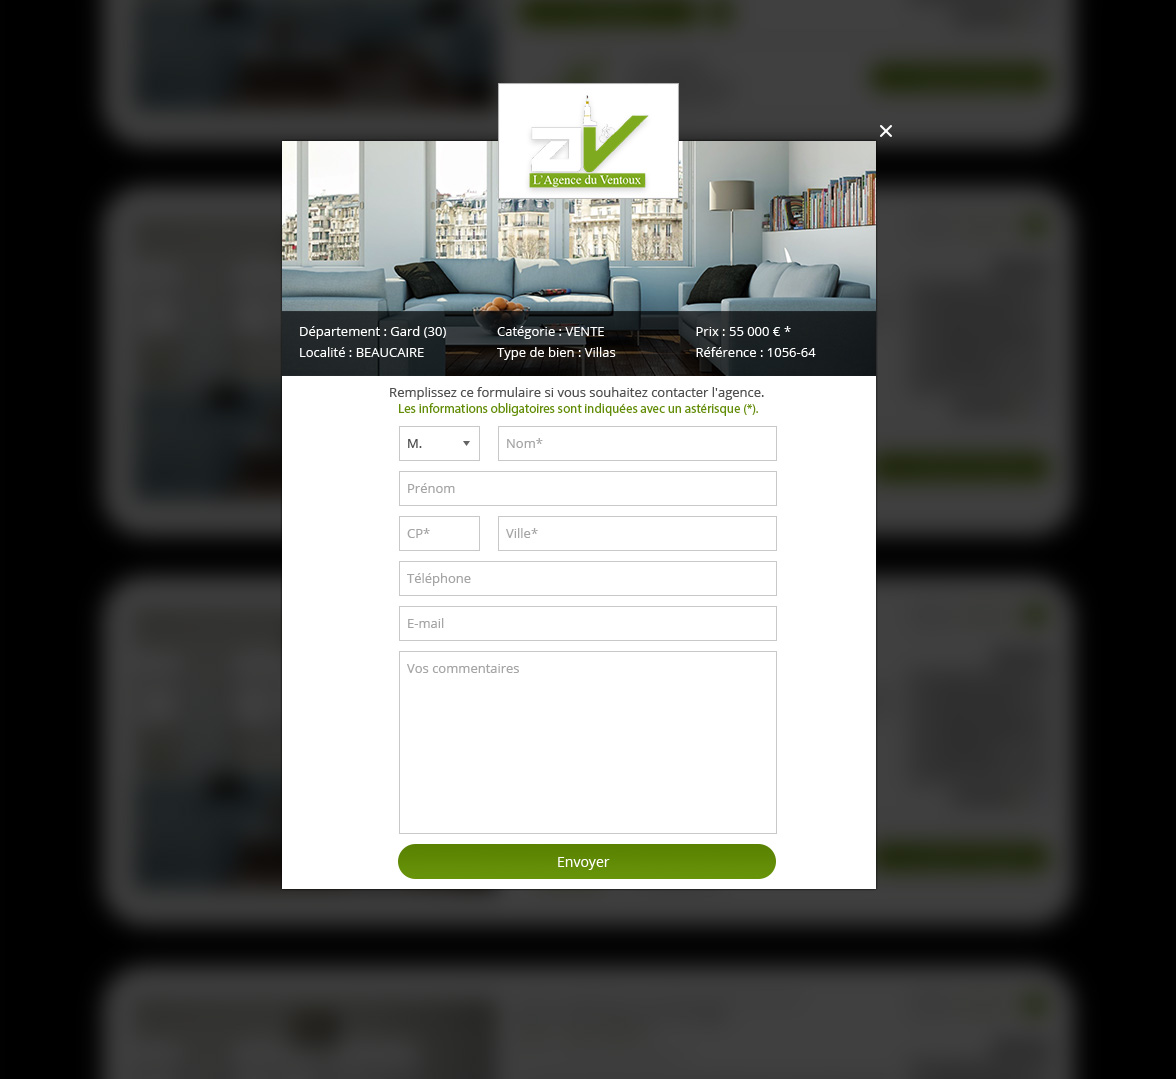 L'Agence du Ventoux
Département : Gard (30)
Localité : BEAUCAIRE
Catégorie : VENTE
Type de bien : Villas
Prix : 55 000 € *
Référence : 1056-64
Remplissez ce formulaire si vous souhaitez contacter l'agence.
Les informations obligatoires sont indiquées avec un astérisque (*).
M.
Nom*
Prénom
CP*
Ville*
Téléphone
E-mail
Vos commentaires
Envoyer